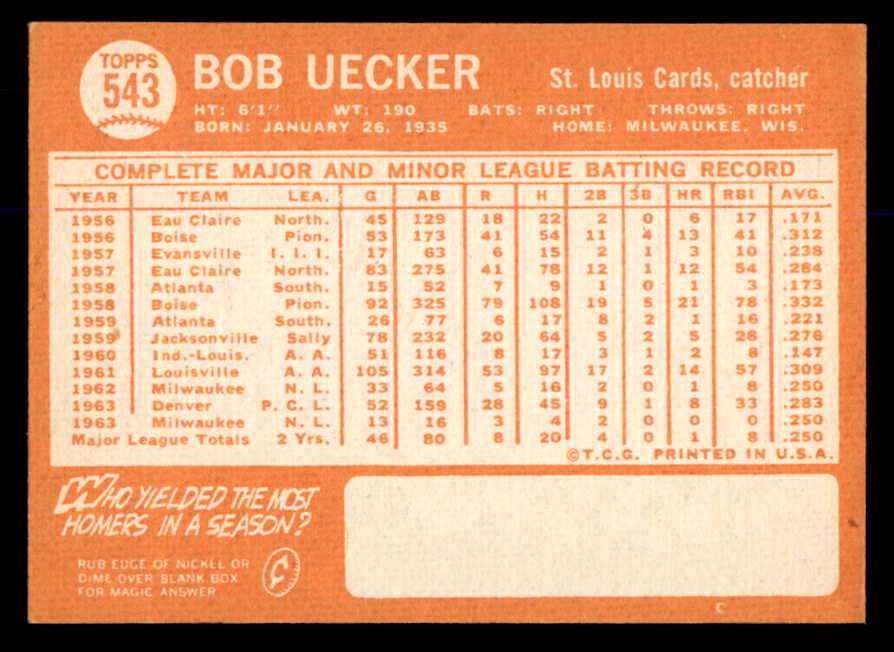 TOPPS
543
BOB UECKER
St. Louis Cards, catcher
HT: 6'1" WT: 190 BATS: RIGHT THROWS: RIGHT
BORN: JANUARY 26, 1935 HOME: MILWAUKEE, WIS.
COMPLETE MAJOR AND MINOR LEAGUE BATTING RECORD
YEAR TEAM LEA. G AB R H 2B 3B HR RBI AVG.
1956 Eau Claire North. 45 129 18 22 2 0 6 17 .171
1956 Boise Pion. 53 173 41 54 11 4 13 41 .312
1957 Evansville I. I. I. 17 63 6 15 2 1 3 10 .238
1957 Eau Claire North. 83 275 41 78 12 1 12 54 .284
1958 Atlanta South. 15 52 7 9 1 0 1 3 .173
1958 Boise Pion. 92 325 79 108 19 5 21 78 .332
1959 Atlanta South. 26 77 6 17 8 2 1 16 .221
1959 Jacksonville Sally 78 232 20 64 5 2 5 28 .276
1960 Ind.-Louis. A. A. 51 116 8 17 3 1 2 8 .147
1961 Louisville A. A. 105 314 53 97 17 2 14 57 .309
1962 Milwaukee N. L. 33 64 5 16 2 0 1 8 .250
1963 Denver P. C. L. 52 159 28 45 9 1 8 33 .283
1963 Milwaukee N. L. 13 16 3 4 2 0 0 0 .250
Major League Totals 2 Yrs. 46 80 8 20 4 0 1 8 .250
©T.C.G. PRINTED IN U.S.A.
WHO YIELDED THE MOST
HOMERS IN A SEASON?
RUB EDGE OF NICKEL OR
DIME OVER BLANK BOX
FOR MAGIC ANSWER
¢
C